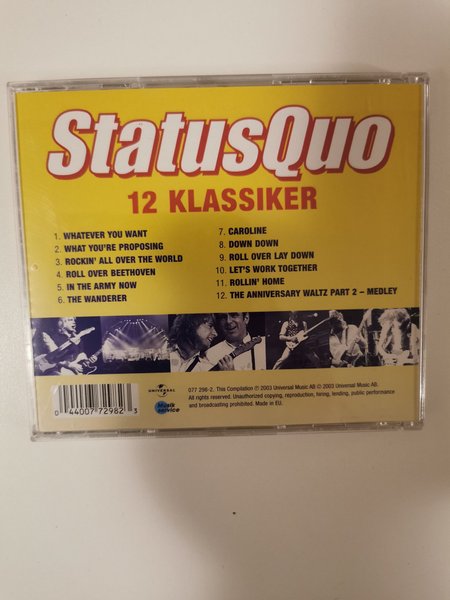 StatusQuo
12 KLASSIKER
1. WHATEVER YOU WANT
2. WHAT YOU'RE PROPOSING
3. ROCKIN' ALL OVER THE WORLD
4. ROLL OVER BEETHOVEN
5. IN THE ARMY NOW
6. THE WANDERER
7. CAROLINE
8. DOWN DOWN
9. ROLL OVER LAY DOWN
10. LET'S WORK TOGETHER
11. ROLLIN' HOME
12. THE ANNIVERSARY WALTZ PART 2 – MEDLEY
0 44007 72982 3
UNIVERSAL
Musik
service
077 298-2. This Compilation ℗ 2003 Universal Music AB © 2003 Universal Music AB.
All rights reserved. Unauthorized copying, reproduction, hiring, lending, public performance
and broadcasting prohibited. Made in EU.